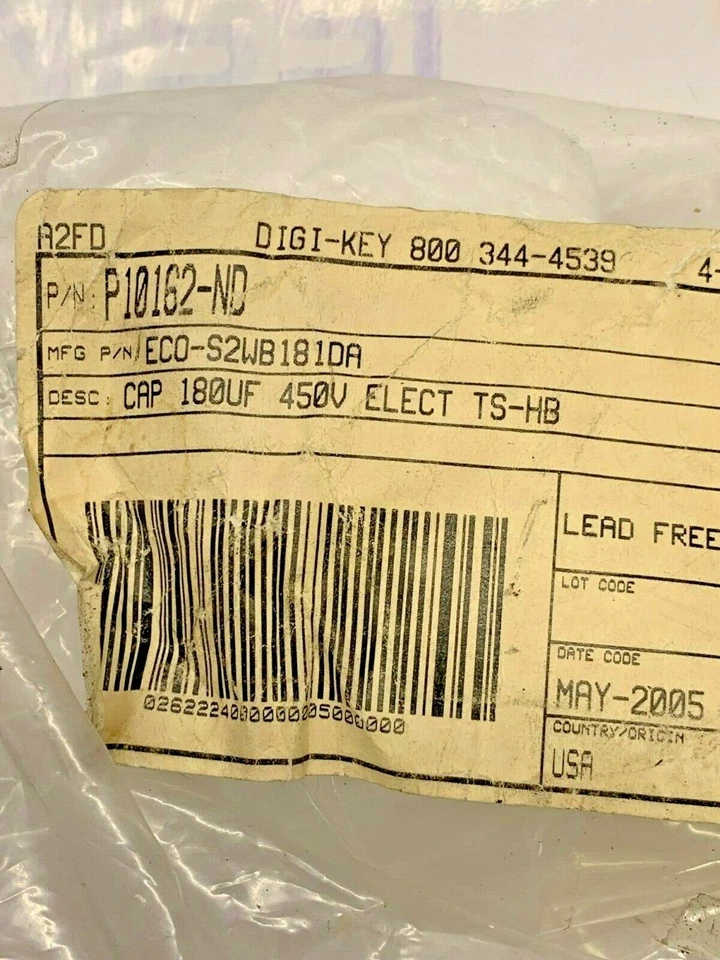 A2FD DIGI-KEY 800 344-4539 4-
P/N: P10162-ND
MFG P/N ECO-S2WB181DA
DESC: CAP 180UF 450V ELECT TS-HB
LEAD FREE
LOT CODE
DATE CODE
MAY-2005
COUNTRY/ORIGIN
USA